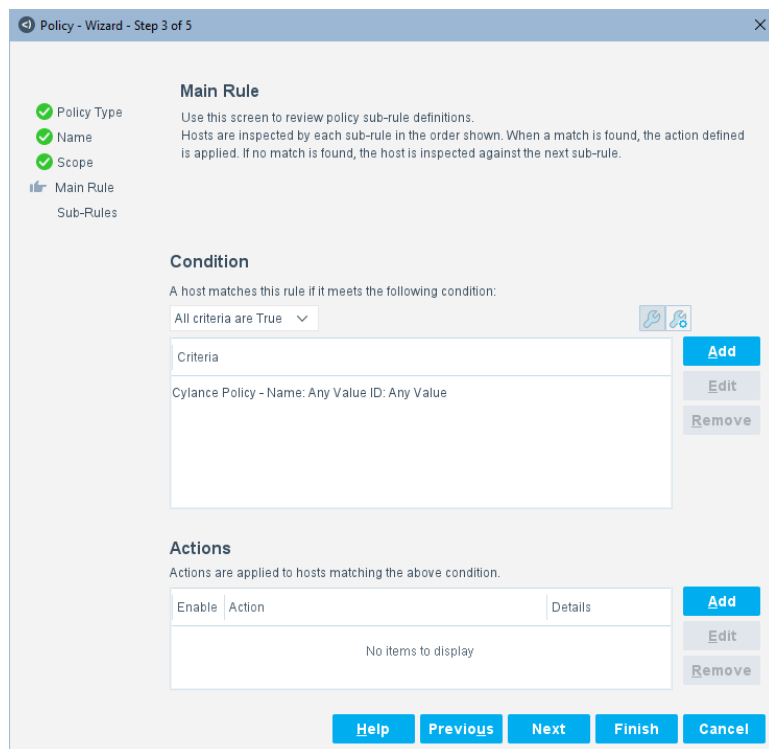 Policy - Wizard - Step 3 of 5
Policy Type
Name
Scope
Main Rule
Sub-Rules
Main Rule
Use this screen to review policy sub-rule definitions.
Hosts are inspected by each sub-rule in the order shown. When a match is found, the action defined
is applied. If no match is found, the host is inspected against the next sub-rule.
Condition
A host matches this rule if it meets the following condition:
All criteria are True
Criteria
Cylance Policy - Name: Any Value ID: Any Value
Add
Edit
Remove
Actions
Actions are applied to hosts matching the above condition.
Enable Action Details
No items to display
Add
Edit
Remove
Help Previous Next Finish Cancel